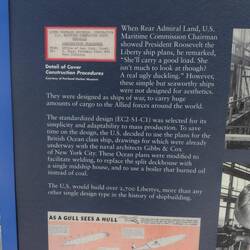 Detail of Cover
Construction Procedures
Courtesy of Portland Harbor Museum
When Rear Admiral Land, U.S.
Maritime Commission Chairman
showed President Roosevelt the
Liberty ship plans, he remarked,
"She'll carry a good load. She
isn't much to look at though?
A real ugly duckling." However,
these simple but seaworthy ships
were not designed for aesthetics.
They were designed as ships of war, to carry huge
amounts of cargo to the Allied forces around the world.
The standardized design (EC2-S1-C1) was selected for its
simplicity and adaptability to mass production. To save
time on the design, the U.S. decided to use the plans for the
British Ocean class ship, drawings for which were already
underway with the naval architects Gibbs & Cox
of New York City. These Ocean plans were modified to
facilitate welding, to replace the split deckhouse with
a single midship house, and to use a boiler that burned oil
instead of coal.
The U.S. would build over 2,700 Libertys, more than any
other single design type in the history of shipbuilding.
AS A GULL SEES A HULL